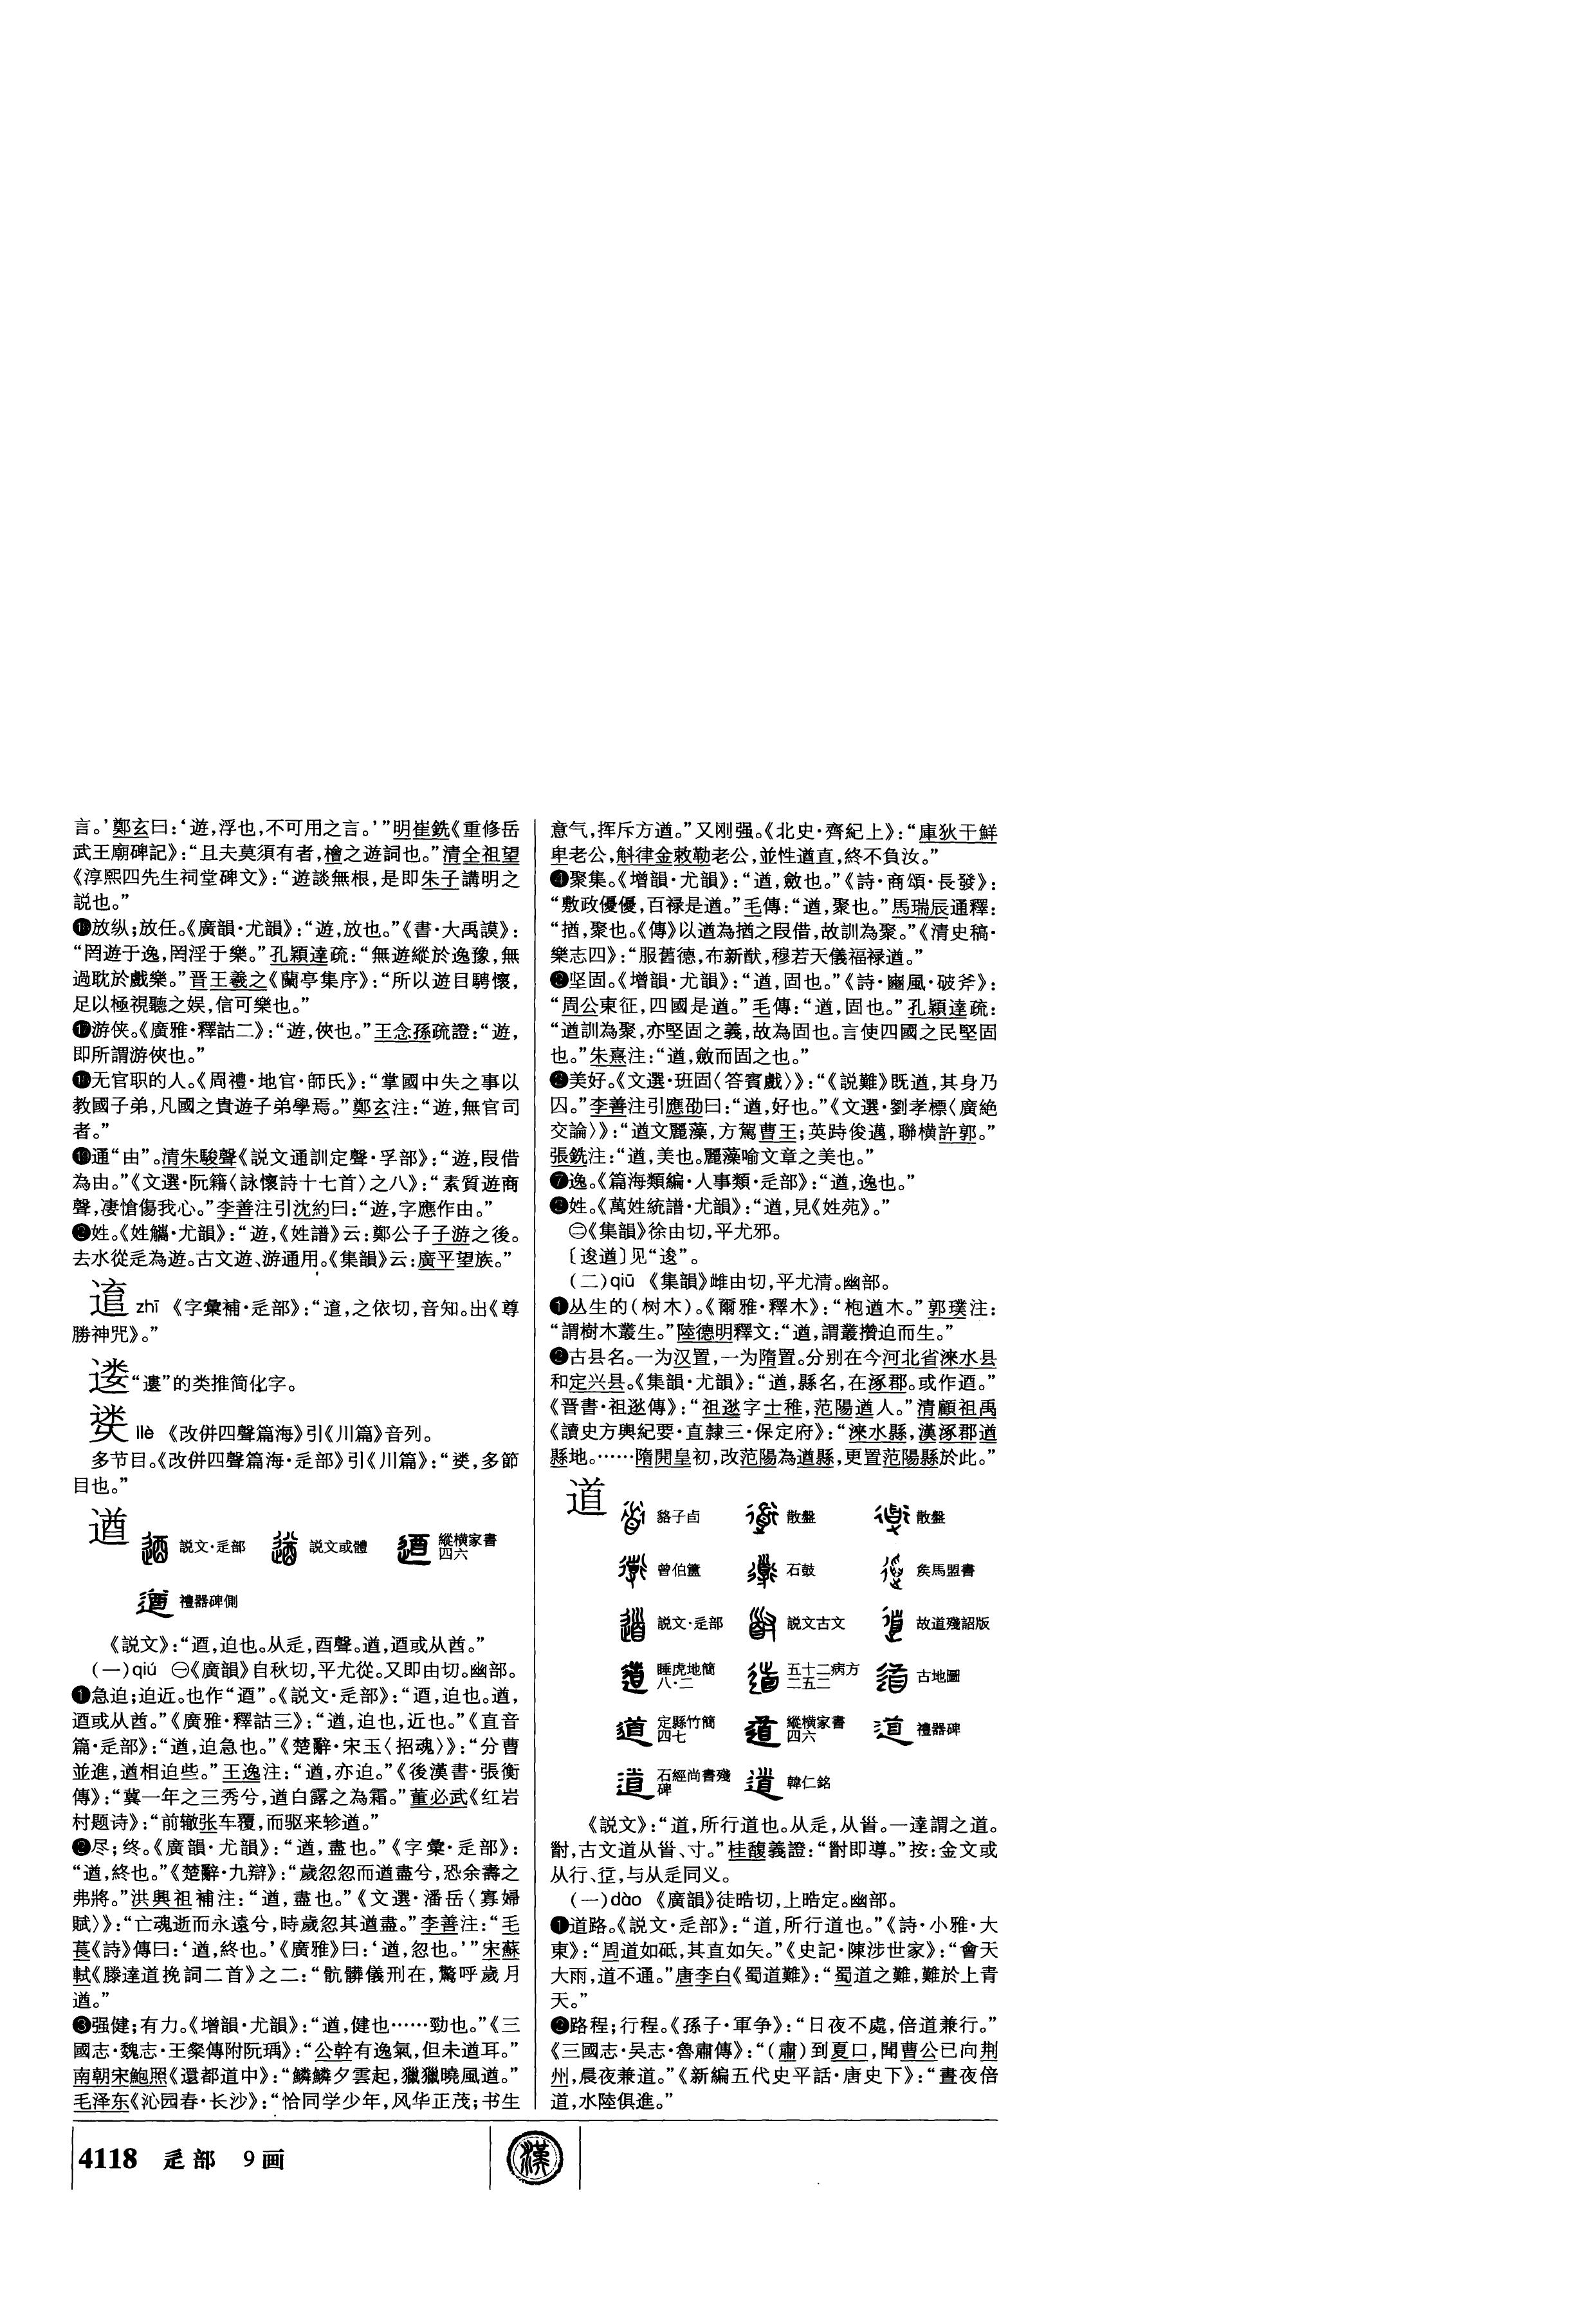 言。’鄭玄曰：‘遊，浮也，不可用之言。’”明崔銑《重修岳
武王廟碑記》：“且夫莫須有者，檜之遊詞也。”清全祖望
《淳熙四先生祠堂碑文》：“遊談無根，是即朱子講明之
説也。”
⓰放纵；放任。《廣韻·尤韻》：“遊，放也。”《書·大禹謨》：
“罔遊于逸，罔淫于樂。”孔穎達疏：“無遊縱於逸豫，無
過耽於戲樂。”晋王羲之《蘭亭集序》：“所以遊目騁懷，
足以極視聽之娱，信可樂也。”
⓱游侠。《廣雅·釋詁二》：“遊，俠也。”王念孫疏證：“遊，
即所謂游俠也。”
⓲无官职的人。《周禮·地官·師氏》：“掌國中失之事以
教國子弟，凡國之貴遊子弟學焉。”鄭玄注：“遊，無官司
者。”
⓳通“由”。清朱駿聲《説文通訓定聲·孚部》：“遊，叚借
為由。”《文選·阮籍〈詠懷詩十七首〉之八》：“素質遊商
聲，凄愴傷我心。”李善注引沈約曰：“遊，字應作由。”
⓴姓。《姓觿·尤韻》：“遊，《姓譜》云：鄭公子子游之後。
去水從辵為遊。古文遊、游通用。《集韻》云：廣平望族。”
zhī 《字彙補·辵部》：“，之依切，音知。出《尊
勝神咒》。”
“遱”的类推简化字。
liè 《改併四聲篇海》引《川篇》音列。
多节目。《改併四聲篇海·辵部》引《川篇》：“，多節
目也。”
遒 説文·辵部 説文或體 縱横家書四六
禮器碑側
《説文》：“逎，迫也。从辵，酉聲。遒，逎或从酋。”
（一）qiú ㊀《廣韻》自秋切，平尤從。又即由切。幽部。
❶急迫；迫近。也作“逎”。《説文·辵部》：“逎，迫也。遒，
逎或从酋。”《廣雅·釋詁三》：“遒，迫也，近也。”《直音
篇·辵部》：“遒，迫急也。”《楚辭·宋玉〈招魂〉》：“分曹
並進，遒相迫些。”王逸注：“遒，亦迫。”《後漢書·張衡
傳》：“冀一年之三秀兮，遒白露之為霜。”董必武《红岩
村题诗》：“前辙张车覆，而驱来轸遒。”
❷尽；终。《廣韻·尤韻》：“遒，盡也。”《字彙·辵部》：
“遒，終也。”《楚辭·九辯》：“歲忽忽而遒盡兮，恐余壽之
弗將。”洪興祖補注：“遒，盡也。”《文選·潘岳〈寡婦
賦〉》：“亡魂逝而永遠兮，時歲忽其遒盡。”李善注：“毛
萇《詩》傳曰：‘遒，終也。’《廣雅》曰：‘遒，忽也。’”宋蘇
軾《滕達道挽詞二首》之二：“骯髒儀刑在，驚呼歲月
遒。”
❸强健；有力。《增韻·尤韻》：“遒，健也……勁也。”《三
國志·魏志·王粲傳附阮瑀》：“公幹有逸氣，但未遒耳。”
南朝宋鮑照《還都道中》：“鱗鱗夕雲起，獵獵曉風遒。”
毛泽东《沁园春·长沙》：“恰同学少年，风华正茂；书生
意气，挥斥方遒。”又刚强。《北史·齊紀上》：“庫狄干鮮
卑老公，斛律金敕勒老公，並性遒直，終不負汝。”
❹聚集。《增韻·尤韻》：“遒，斂也。”《詩·商頌·長發》：
“敷政優優，百禄是遒。”毛傳：“遒，聚也。”馬瑞辰通釋：
“揂，聚也。《傳》以遒為揂之叚借，故訓為聚。”《清史稿·
樂志四》：“服舊德，布新猷，穆若天儀福禄遒。”
❺坚固。《增韻·尤韻》：“遒，固也。”《詩·豳風·破斧》：
“周公東征，四國是遒。”毛傳：“遒，固也。”孔穎達疏：
“遒訓為聚，亦堅固之義，故為固也。言使四國之民堅固
也。”朱熹注：“遒，斂而固之也。”
❻美好。《文選·班固〈答賓戲〉》：“《説難》既遒，其身乃
囚。”李善注引應劭曰：“遒，好也。”《文選·劉孝標〈廣絶
交論〉》：“遒文麗藻，方駕曹王；英跱俊邁，聯横許郭。”
張銑注：“遒，美也。麗藻喻文章之美也。”
❼逸。《篇海類編·人事類·辵部》：“遒，逸也。”
❽姓。《萬姓統譜·尤韻》：“遒，見《姓苑》。”
㊁《集韻》徐由切，平尤邪。
〔逡遒〕见“逡”。
（二）qiū 《集韻》雌由切，平尤清。幽部。
❶丛生的（树木）。《爾雅·釋木》：“枹遒木。”郭璞注：
“謂樹木叢生。”陸德明釋文：“遒，謂叢攢迫而生。”
❷古县名。一为汉置，一为隋置。分别在今河北省淶水县
和定兴县。《集韻·尤韻》：“遒，縣名，在涿郡。或作逎。”
《晋書·祖逖傳》：“祖逖字士稚，范陽遒人。”清顧祖禹
《讀史方輿紀要·直隸三·保定府》：“淶水縣，漢涿郡遒
縣地。……隋開皇初，改范陽為遒縣，更置范陽縣於此。”
道 貉子卣 散盤 散盤
曾伯簠 石鼓 矦馬盟書
説文·辵部 説文古文 故道殘詔版
睡虎地簡八·二 五十二病方二五二 古地圖
定縣竹簡四七 縱横家書四六 禮器碑
石經尚書殘碑 韓仁銘
《説文》：“道，所行道也。从辵，从𩠐。一達謂之道。
𡬹，古文道从𩠐、寸。”桂馥義證：“𡬹即導。”按：金文或
从行、彳止，与从辵同义。
（一）dào 《廣韻》徒晧切，上晧定。幽部。
❶道路。《説文·辵部》：“道，所行道也。”《詩·小雅·大
東》：“周道如砥，其直如矢。”《史記·陳涉世家》：“會天
大雨，道不通。”唐李白《蜀道難》：“蜀道之難，難於上青
天。”
❷路程；行程。《孫子·軍争》：“日夜不處，倍道兼行。”
《三國志·吴志·魯肅傳》：“（肅）到夏口，聞曹公已向荆
州，晨夜兼道。”《新編五代史平話·唐史下》：“晝夜倍
道，水陸俱進。”
4118 辵部 9画
漢